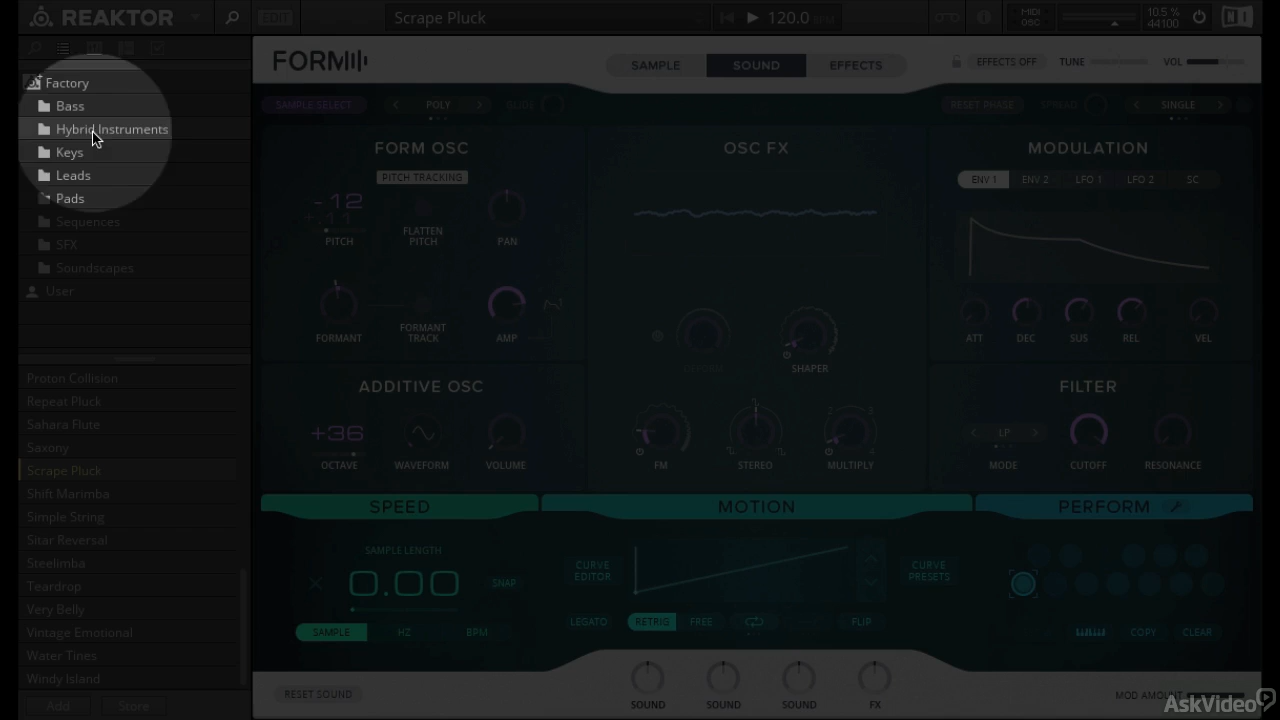 REAKTOR EDIT Scrape Pluck 120.0 BPM MIDI OSC 10.5 % 44100
Factory
Bass
Hybrid Instruments
Keys
Leads
Pads
Sequences
SFX
Soundscapes
User
Proton Collision
Repeat Pluck
Sahara Flute
Saxony
Scrape Pluck
Shift Marimba
Simple String
Sitar Reversal
Steelimba
Teardrop
Very Belly
Vintage Emotional
Water Tines
Windy Island
Add Store
FORM SAMPLE SOUND EFFECTS EFFECTS OFF TUNE VOL
SAMPLE SELECT POLY SLIDE RESET PHASE SPREAD SINGLE
FORM OSC
PITCH TRACKING
-12
PITCH FLATTEN PITCH PAN
FORMANT FORMANT TRACK AMP
OSC FX
SHAPER
FM STEREO MULTIPLY
MODULATION
ENV 1 ENV 2 LFO 1 LFO 2 SC
ATT DEC SUS REL VEL
ADDITIVE OSC
+36
OCTAVE WAVEFORM VOLUME
FILTER
LP
MODE CUTOFF RESONANCE
SPEED MOTION PERFORM
SAMPLE LENGTH
0.00 SNAP
SAMPLE HZ BPM
CURVE EDITOR CURVE PRESETS
LEGATO RETRIG FREE FLIP
COPY CLEAR
RESET SOUND SOUND SOUND SOUND FX MOD AMOUNT
AskVideo